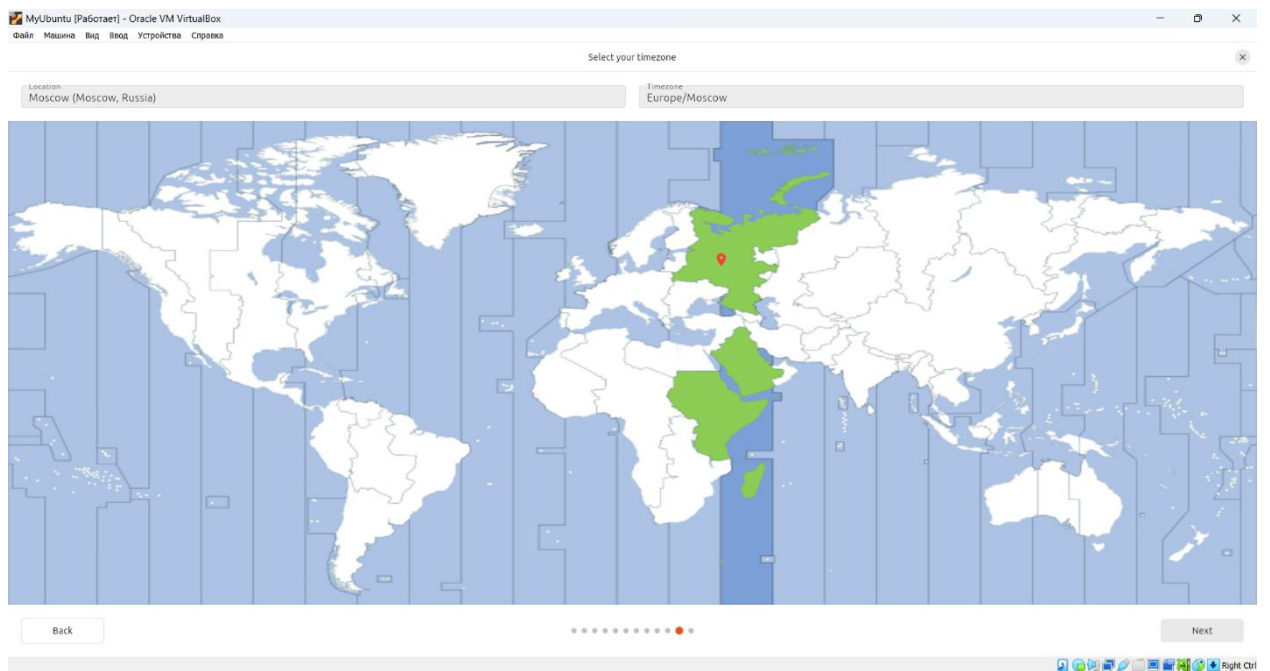 MyUbuntu [Работает] - Oracle VM VirtualBox
Файл Машина Вид Ввод Устройства Справка
Select your timezone
Location
Moscow (Moscow, Russia)
Timezone
Europe/Moscow
Back
Next
Right Ctrl